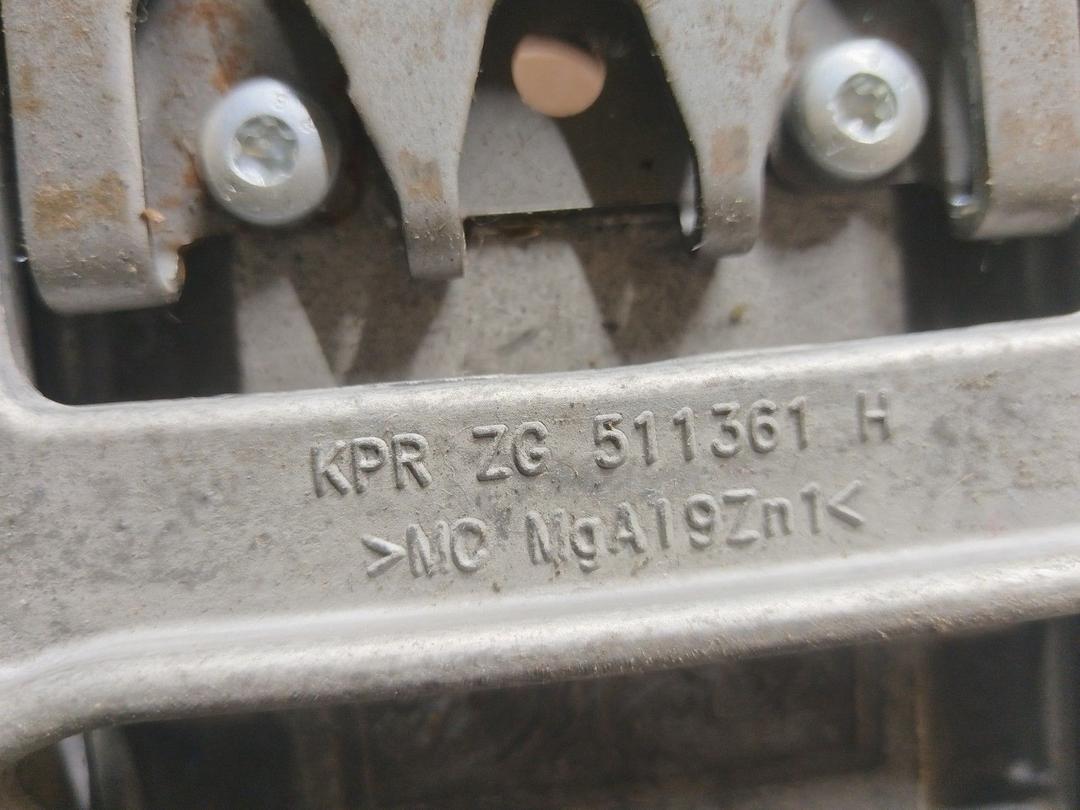 KPR ZG 511361 H
>MC MgAl9Zn1<